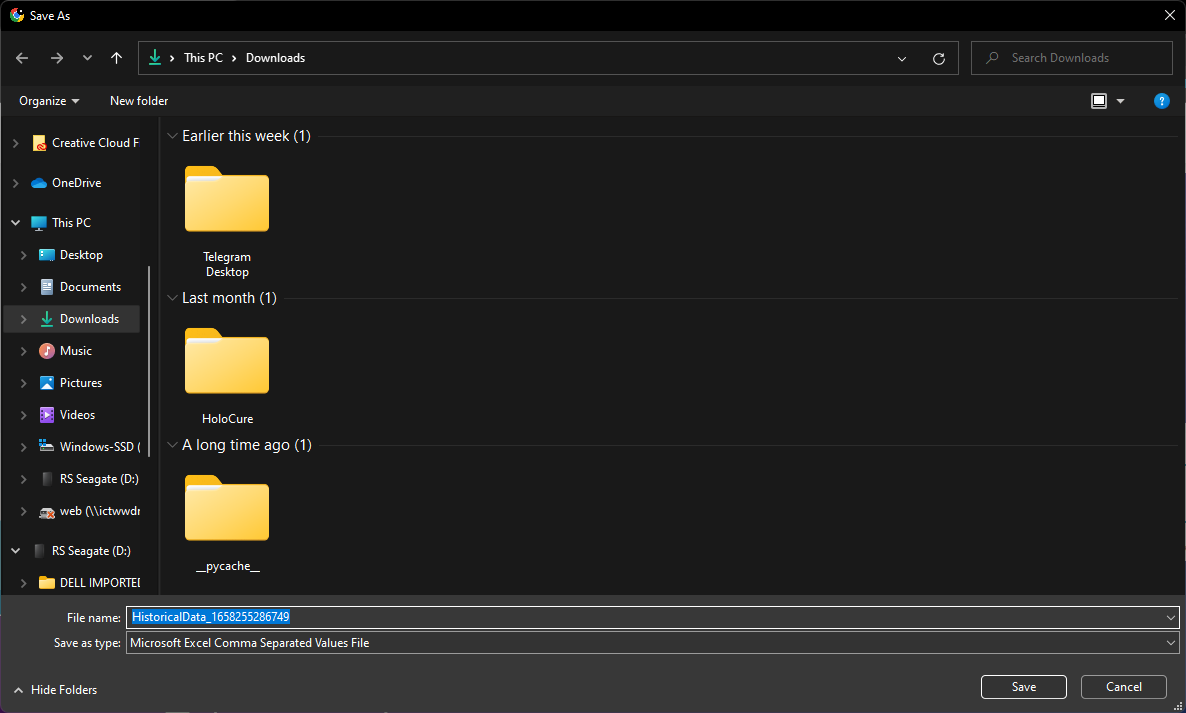 Save As
This PC
Downloads
Search Downloads
Organize
New folder
Creative Cloud F
OneDrive
This PC
Desktop
Documents
Downloads
Music
Pictures
Videos
Windows-SSD (
RS Seagate (D:)
web (\\ictwwdr
RS Seagate (D:)
DELL IMPORTED
Earlier this week (1)
Telegram
Desktop
Last month (1)
HoloCure
A long time ago (1)
__pycache__
File name: HistoricalData_1658255286749
Save as type: Microsoft Excel Comma Separated Values File
Hide Folders
Save
Cancel